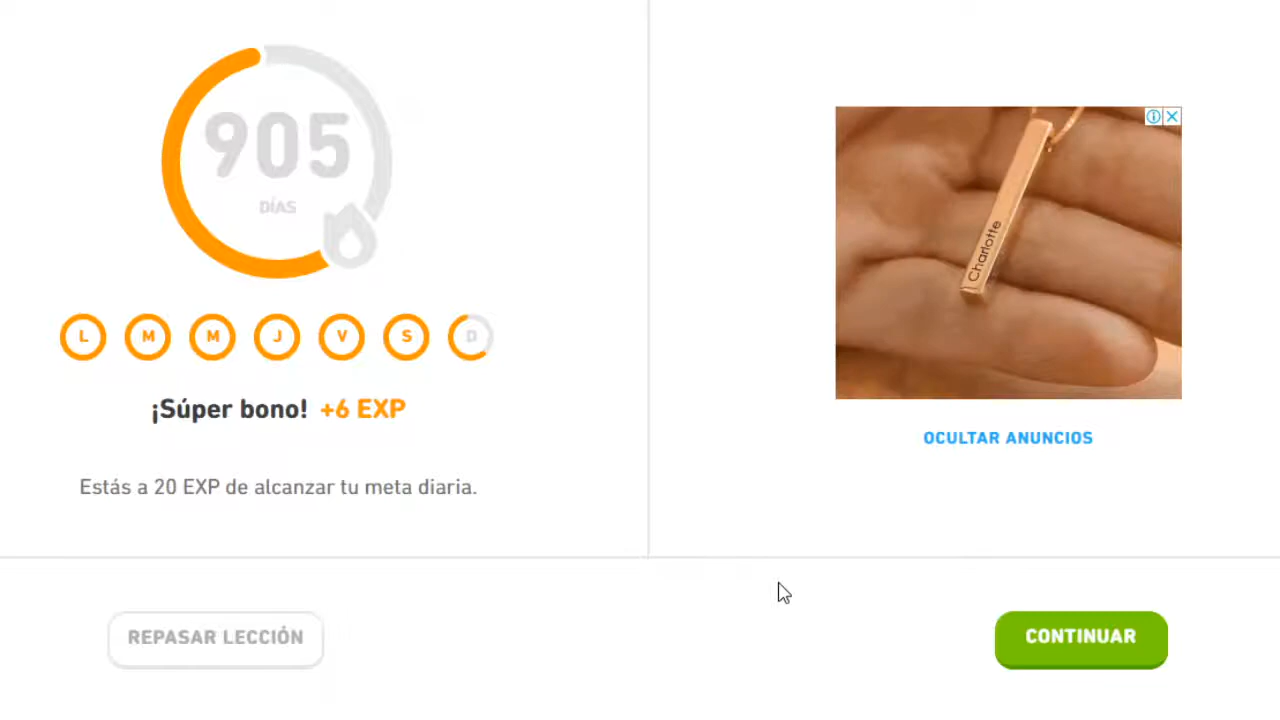 905
DÍAS
L M M J V S D
¡Súper bono! +6 EXP
Estás a 20 EXP de alcanzar tu meta diaria.
Charlotte
OCULTAR ANUNCIOS
REPASAR LECCIÓN
CONTINUAR